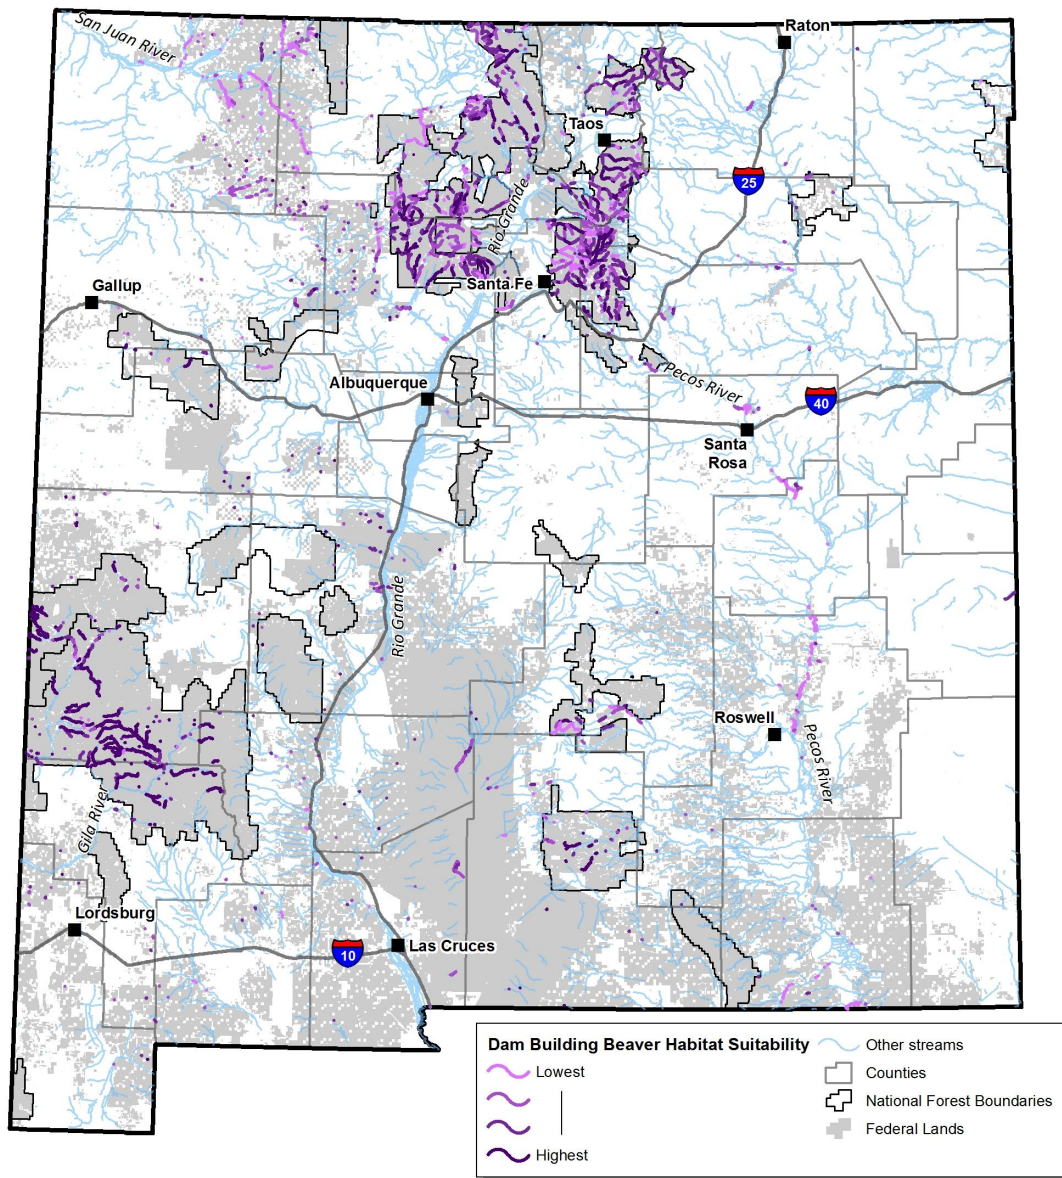 San Juan River
Raton
Taos
25
Rio Grande
Gallup
Santa Fe
Pecos River
Albuquerque
40
Santa
Rosa
Rio Grande
Roswell
Pecos River
Gila River
Lordsburg
10
Las Cruces
Dam Building Beaver Habitat Suitability
Lowest
Highest
Other streams
Counties
National Forest Boundaries
Federal Lands